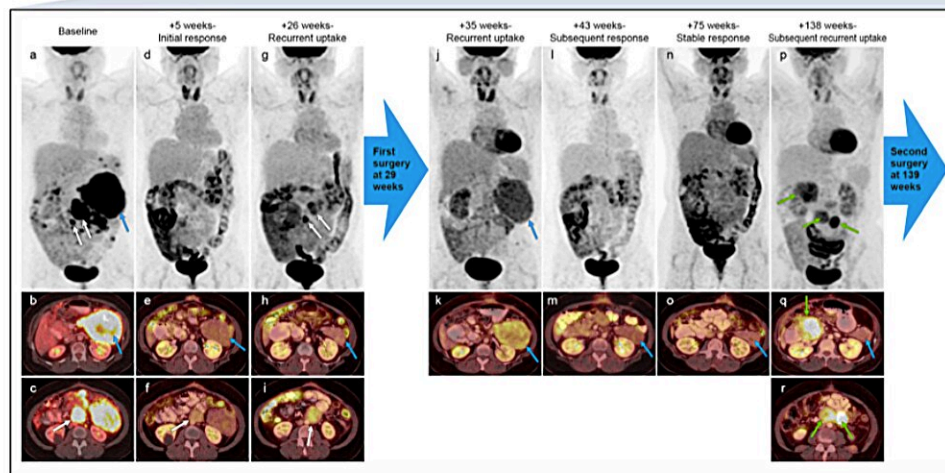 Baseline
+5 weeks-
Initial response
+26 weeks-
Recurrent uptake
+35 weeks-
Recurrent uptake
+43 weeks-
Subsequent response
+75 weeks-
Stable response
+138 weeks-
Subsequent recurrent uptake
a
d
g
j
l
n
p
First
surgery
at 29
weeks
Second
surgery
at 139
weeks
b
e
h
k
m
o
q
c
f
i
r